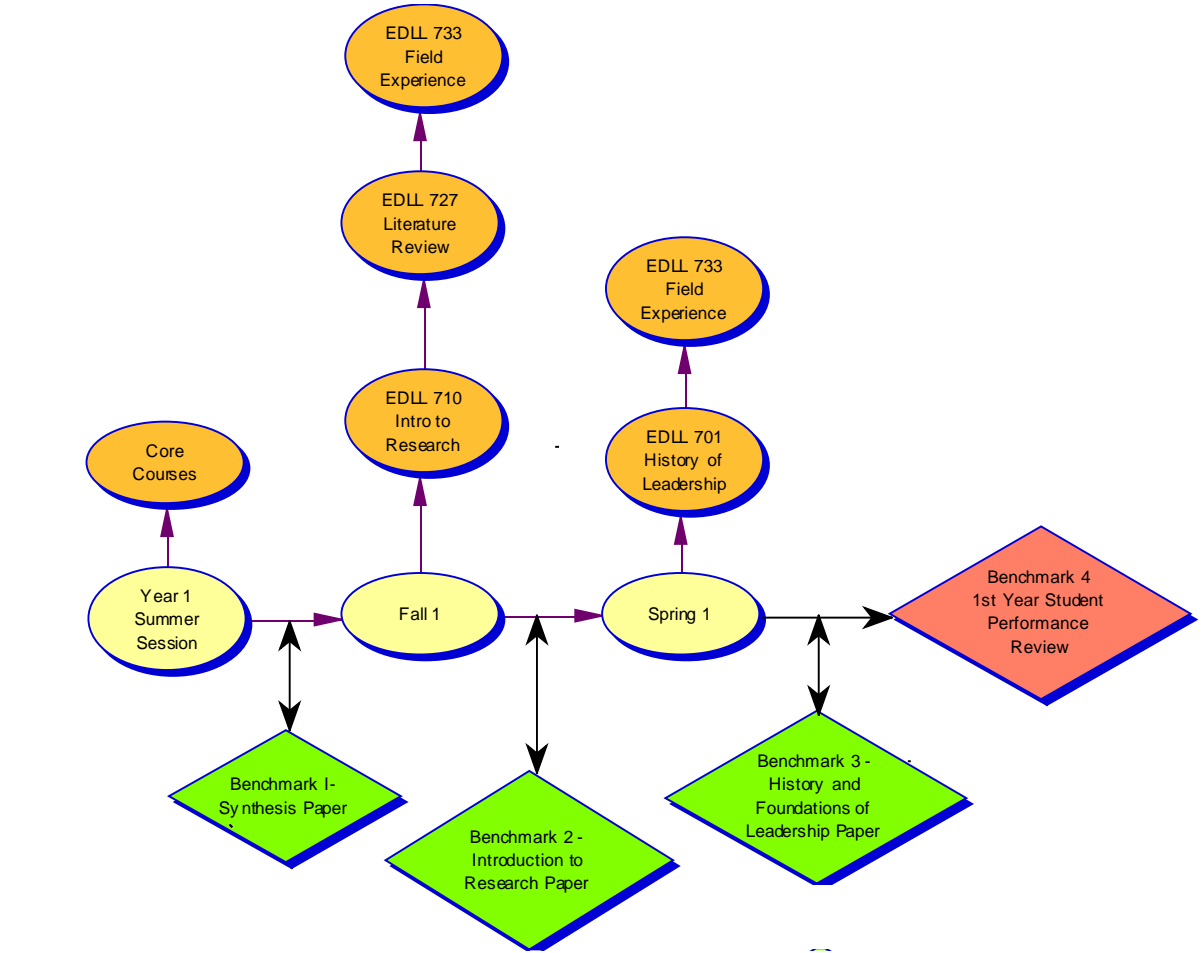 EDLL 733
Field
Experience
EDLL 727
Literature
Review
EDLL 733
Field
Experience
EDLL 710
Intro to
Research
Core
Courses
EDLL 701
History of
Leadership
Year 1
Summer
Session
Fall 1
Spring 1
Benchmark 4
1st Year Student
Performance
Review
Benchmark I-
Synthesis Paper
Benchmark 2 -
Introduction to
Research Paper
Benchmark 3 -
History and
Foundations of
Leadership Paper